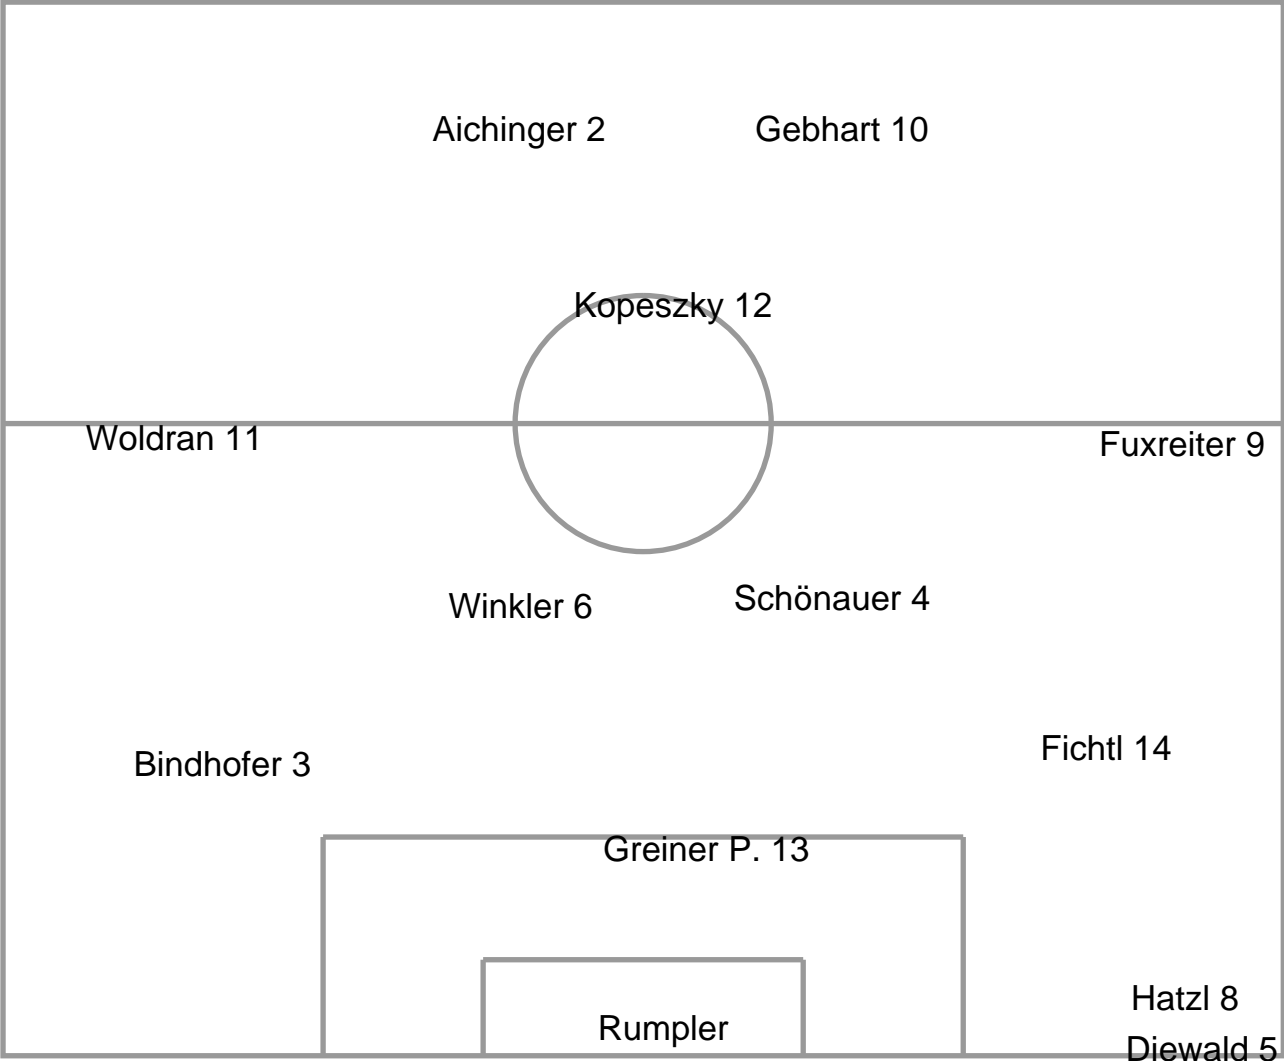 Aichinger 2
Gebhart 10
Kopeszky 12
Woldran 11
Fuxreiter 9
Winkler 6
Schönauer 4
Bindhofer 3
Fichtl 14
Greiner P. 13
Hatzl 8
Rumpler
Diewald 5